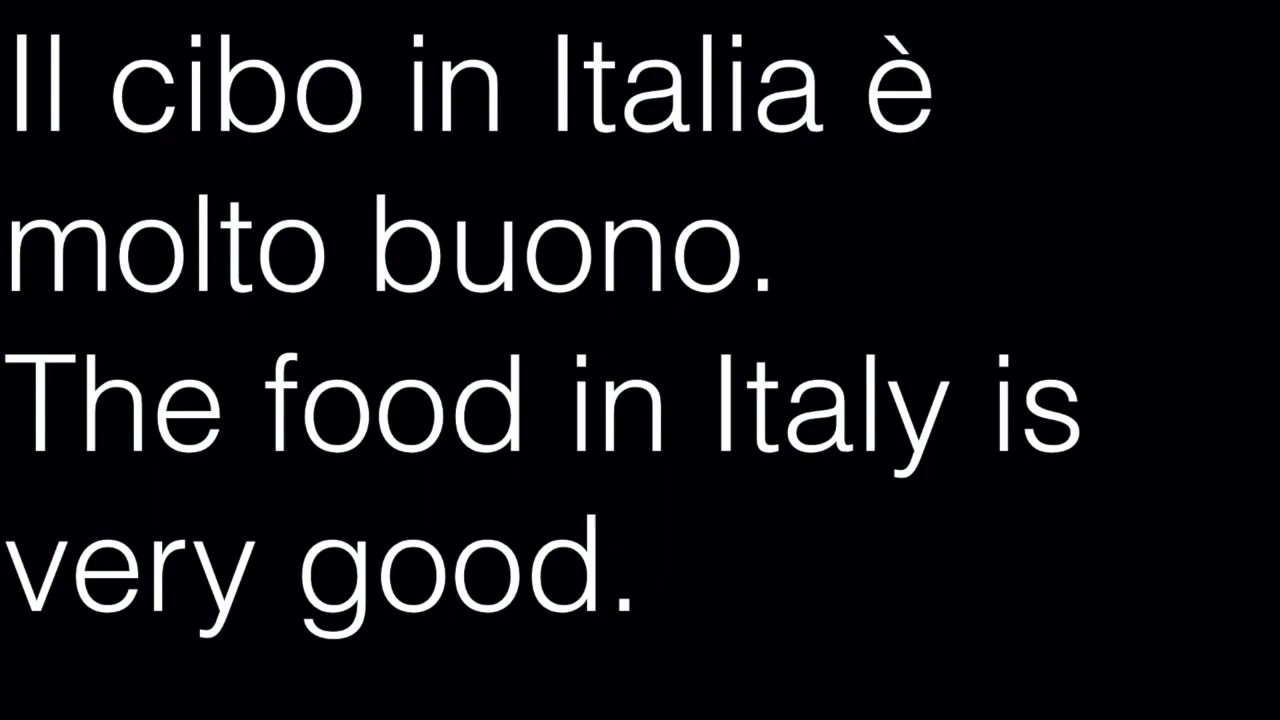 Il cibo in Italia è
molto buono.
The food in Italy is
very good.